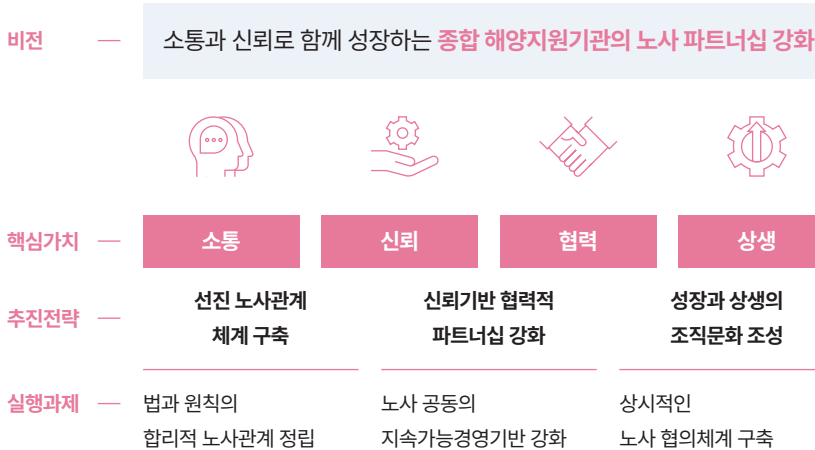 비전 — 소통과 신뢰로 함께 성장하는 종합 해양지원기관의 노사 파트너십 강화
핵심가치 — 소통 신뢰 협력 상생
추진전략 —
선진 노사관계
체계 구축
신뢰기반 협력적
파트너십 강화
성장과 상생의
조직문화 조성
실행과제 —
법과 원칙의
합리적 노사관계 정립
노사 공동의
지속가능경영기반 강화
상시적인
노사 협의체계 구축